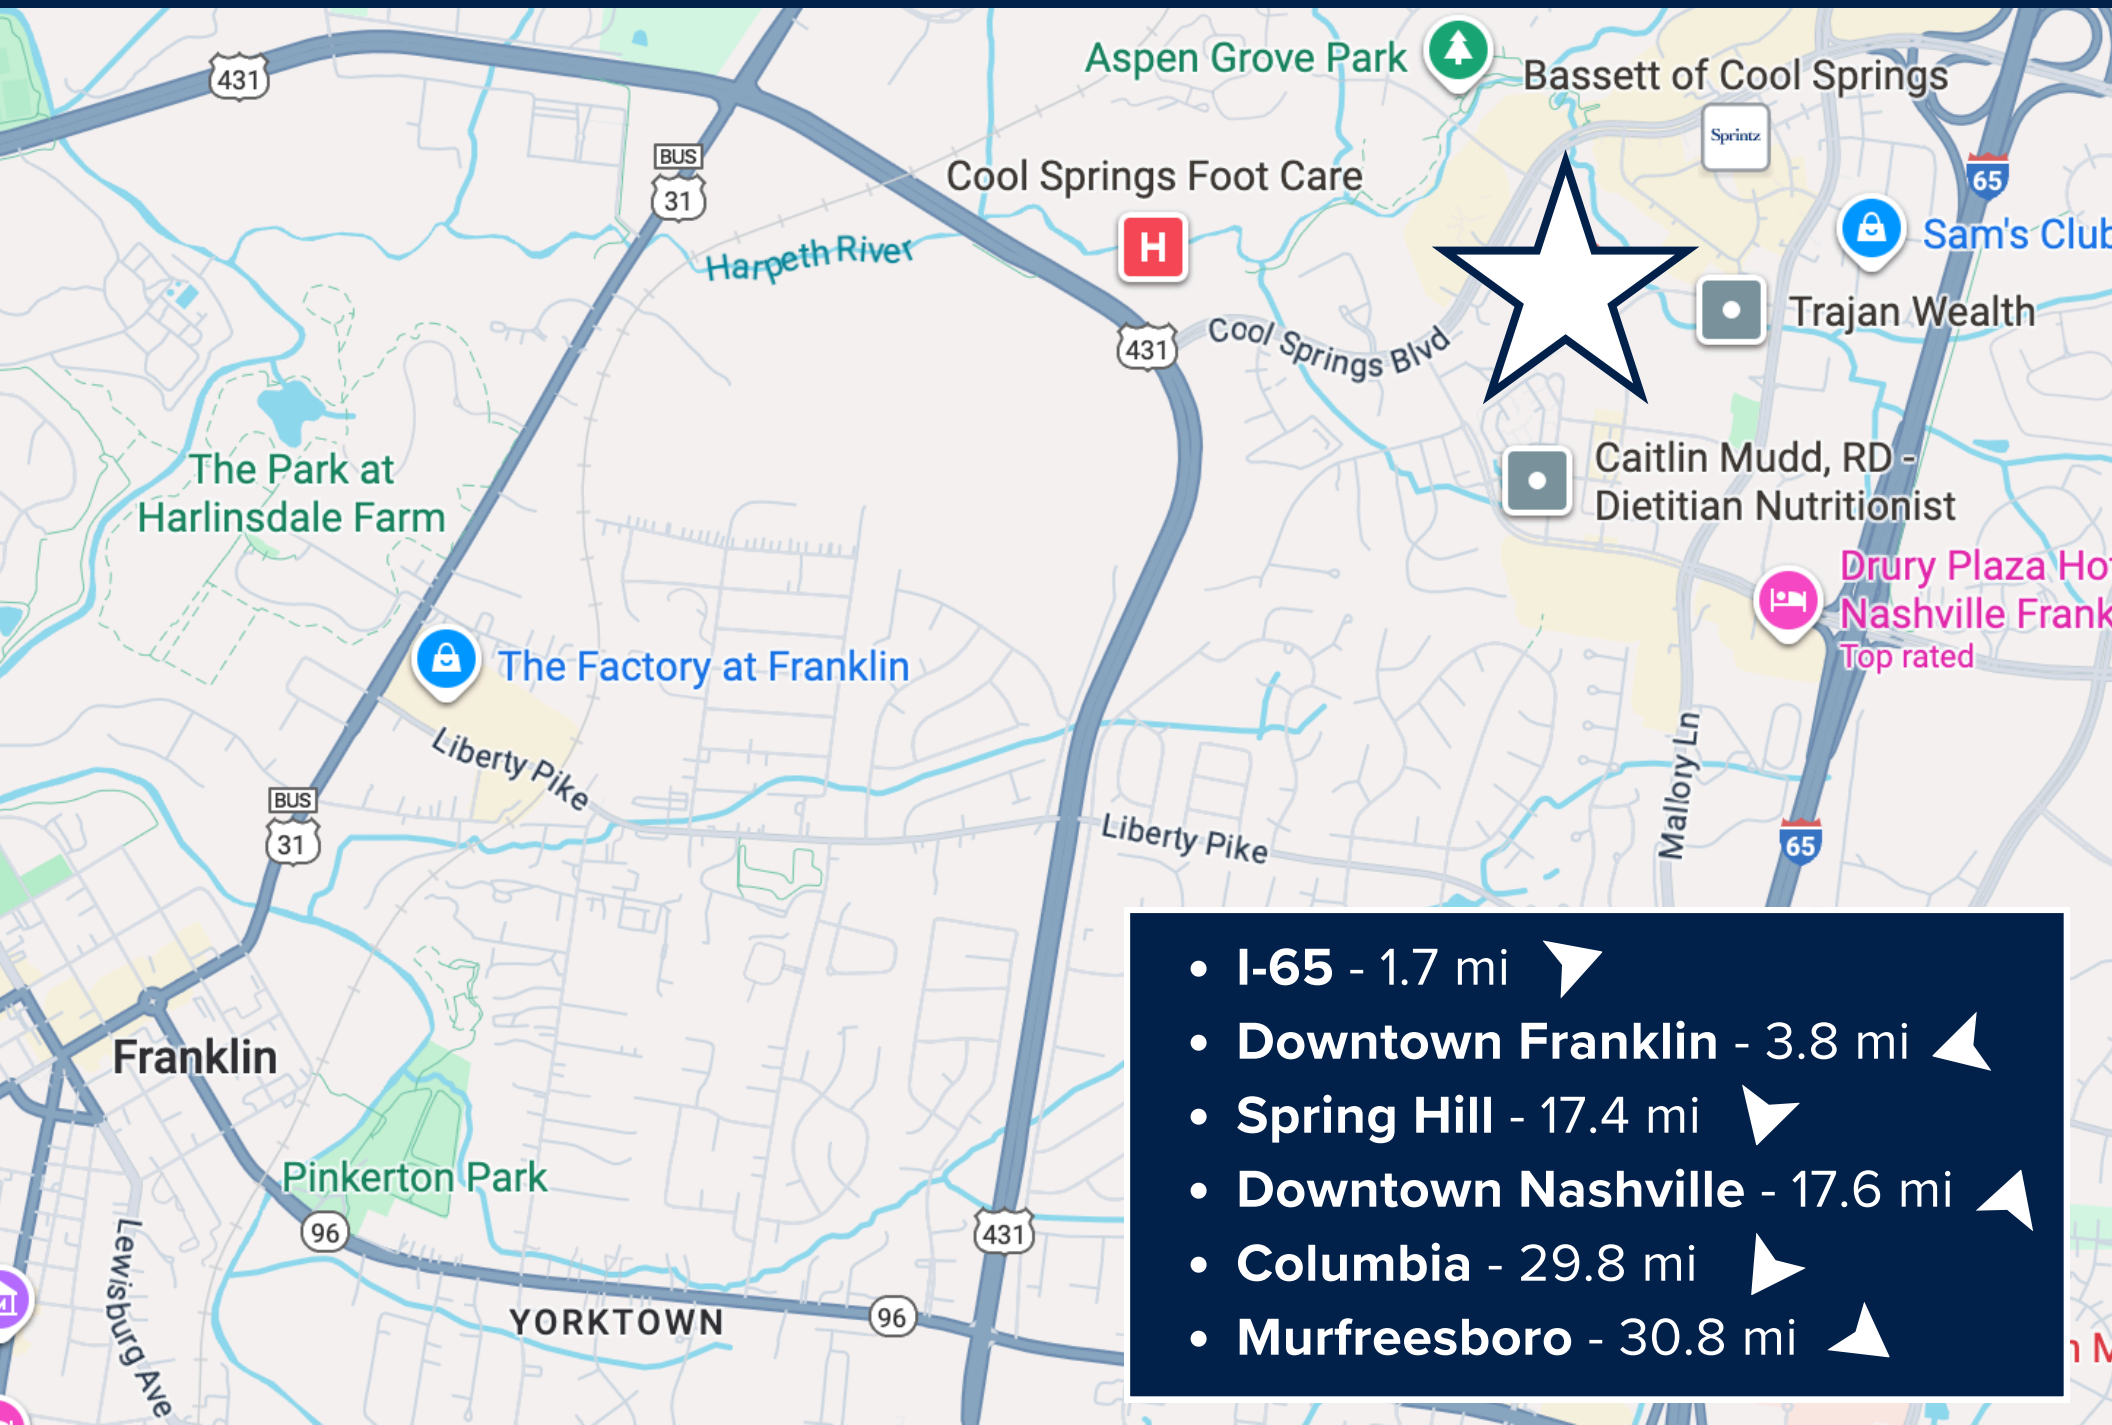 431
Aspen Grove Park
Bassett of Cool Springs
Sprintz
BUS
31
65
Cool Springs Foot Care
H
Harpeth River
Sam's Club
Trajan Wealth
431
Cool Springs Blvd
The Park at
Harlinsdale Farm
Caitlin Mudd, RD -
Dietitian Nutritionist
Drury Plaza Hot
Nashville Frank
Top rated
The Factory at Franklin
Liberty Pike
Mallory Ln
BUS
31
Liberty Pike
65
Franklin
Pinkerton Park
96
Lewisburg Ave
YORKTOWN
96
431
• I-65 - 1.7 mi
• Downtown Franklin - 3.8 mi
• Spring Hill - 17.4 mi
• Downtown Nashville - 17.6 mi
• Columbia - 29.8 mi
• Murfreesboro - 30.8 mi